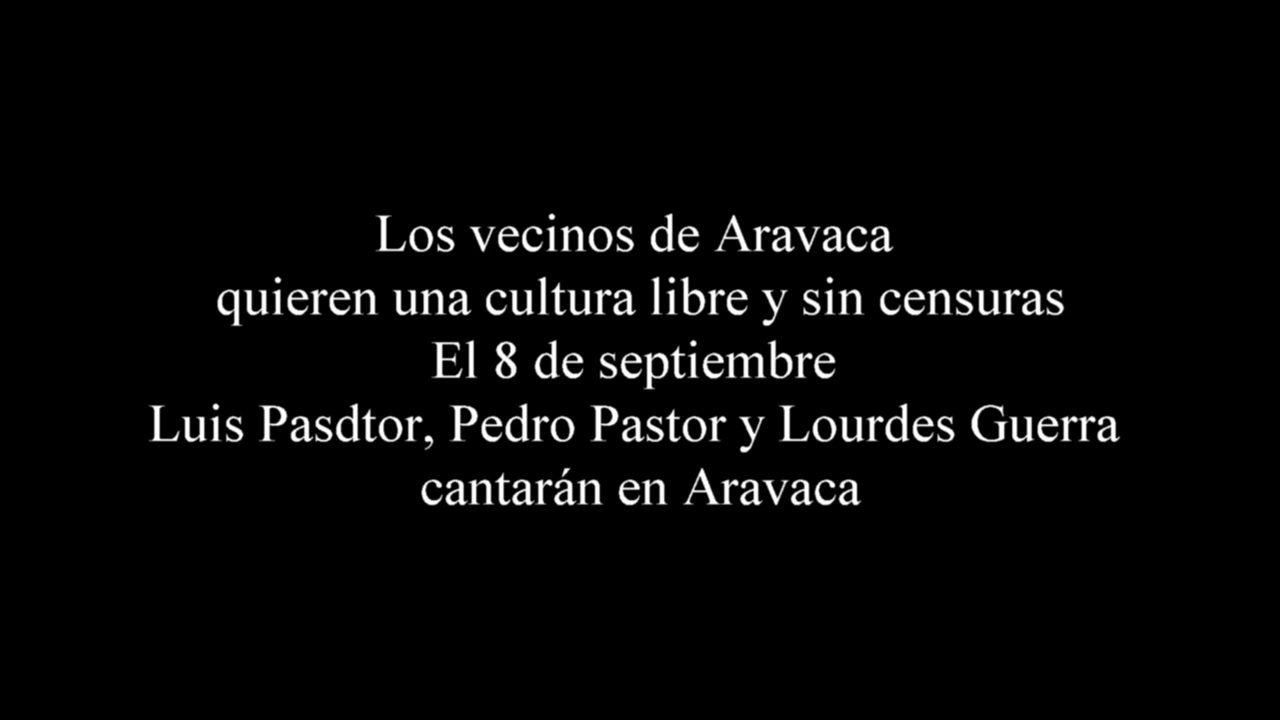 Los vecinos de Aravaca
quieren una cultura libre y sin censuras
El 8 de septiembre
Luis Pasdtor, Pedro Pastor y Lourdes Guerra
cantarán en Aravaca